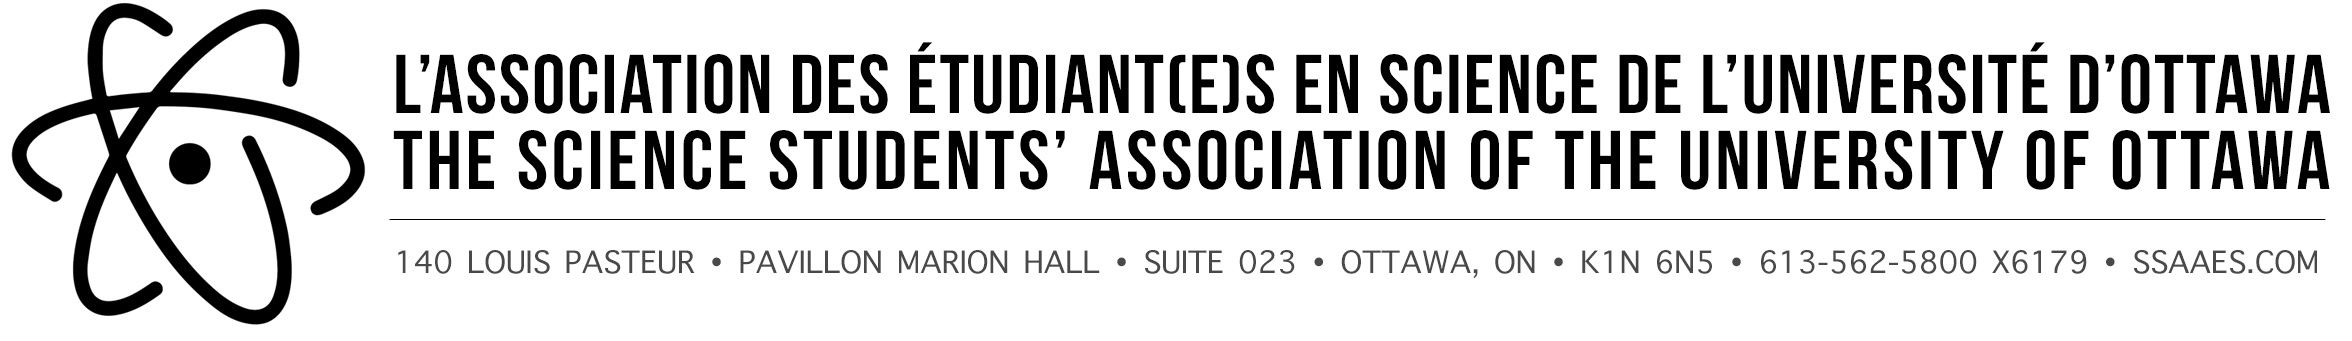 L’ASSOCIATION DES ÉTUDIANT(E)S EN SCIENCE DE L’UNIVERSITÉ D’OTTAWA
THE SCIENCE STUDENTS’ ASSOCIATION OF THE UNIVERSITY OF OTTAWA
140 LOUIS PASTEUR • PAVILLON MARION HALL • SUITE 023 • OTTAWA, ON • K1N 6N5 • 613-562-5800 X6179 • SSAAES.COM